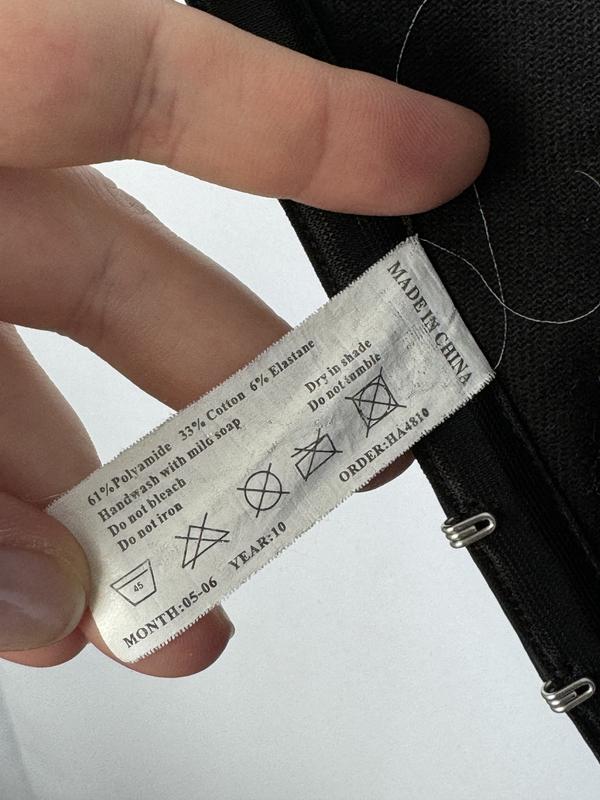 MADE IN CHINA
61%Polyamide 33% Cotton 6% Elastane
Handwash with mild soap
Do not bleach
Do not iron
Dry in shade
Do not tumble
45
MONTH:05-06 YEAR:10
ORDER:HA4810